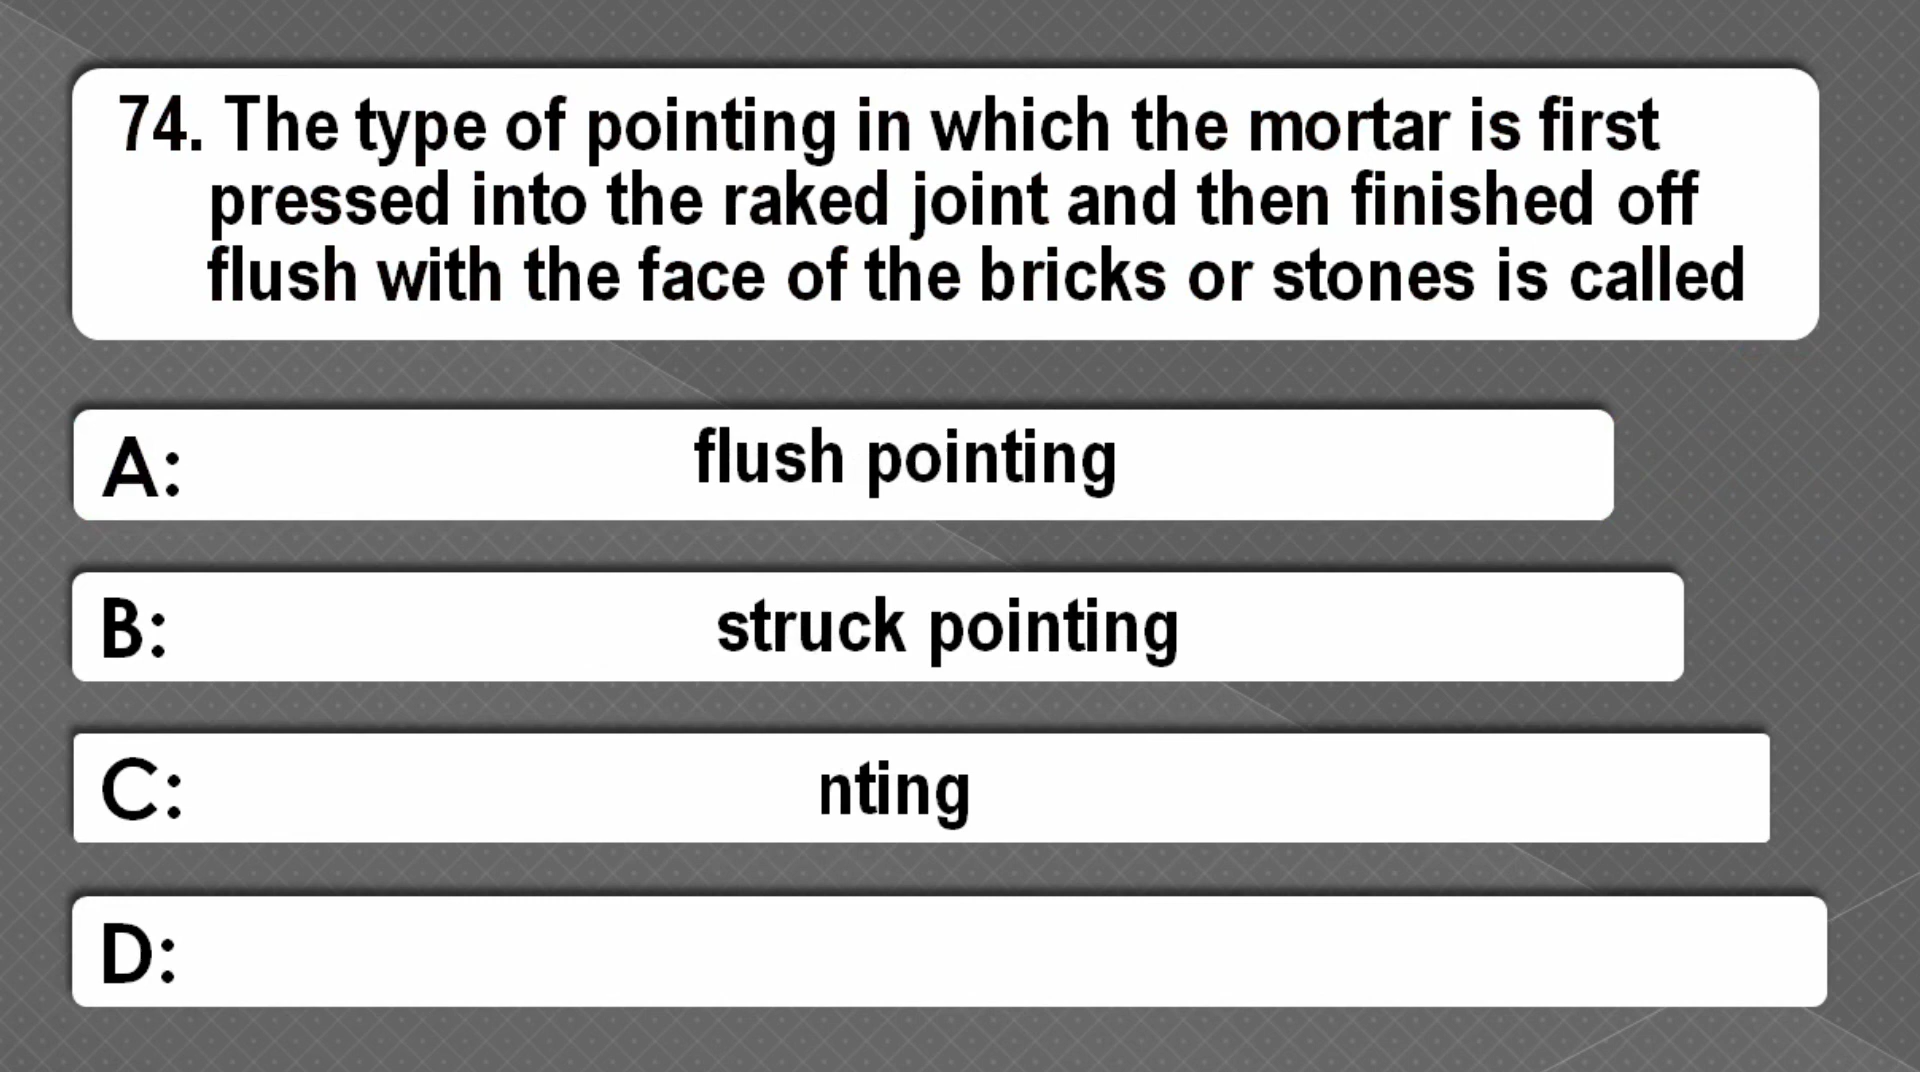 74. The type of pointing in which the mortar is first
pressed into the raked joint and then finished off
flush with the face of the bricks or stones is called
A: flush pointing
B: struck pointing
C: nting
D: